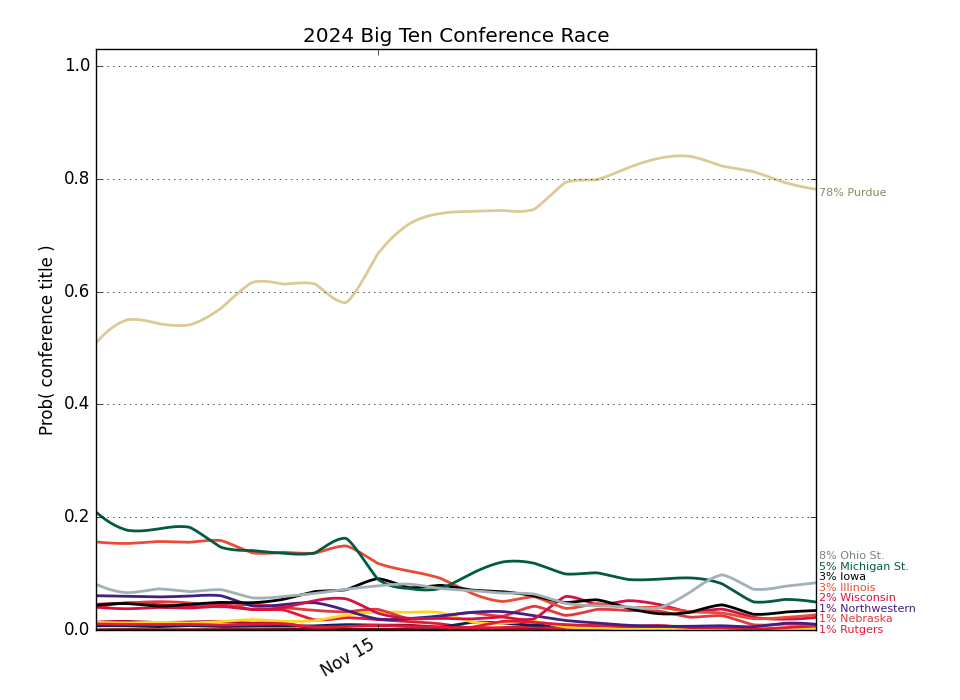 2024 Big Ten Conference Race
1.0
0.8
0.6
0.4
0.2
0.0
Prob( conference title )
Nov 15
78% Purdue
8% Ohio St.
5% Michigan St.
3% Iowa
3% Illinois
2% Wisconsin
1% Northwestern
1% Nebraska
1% Rutgers